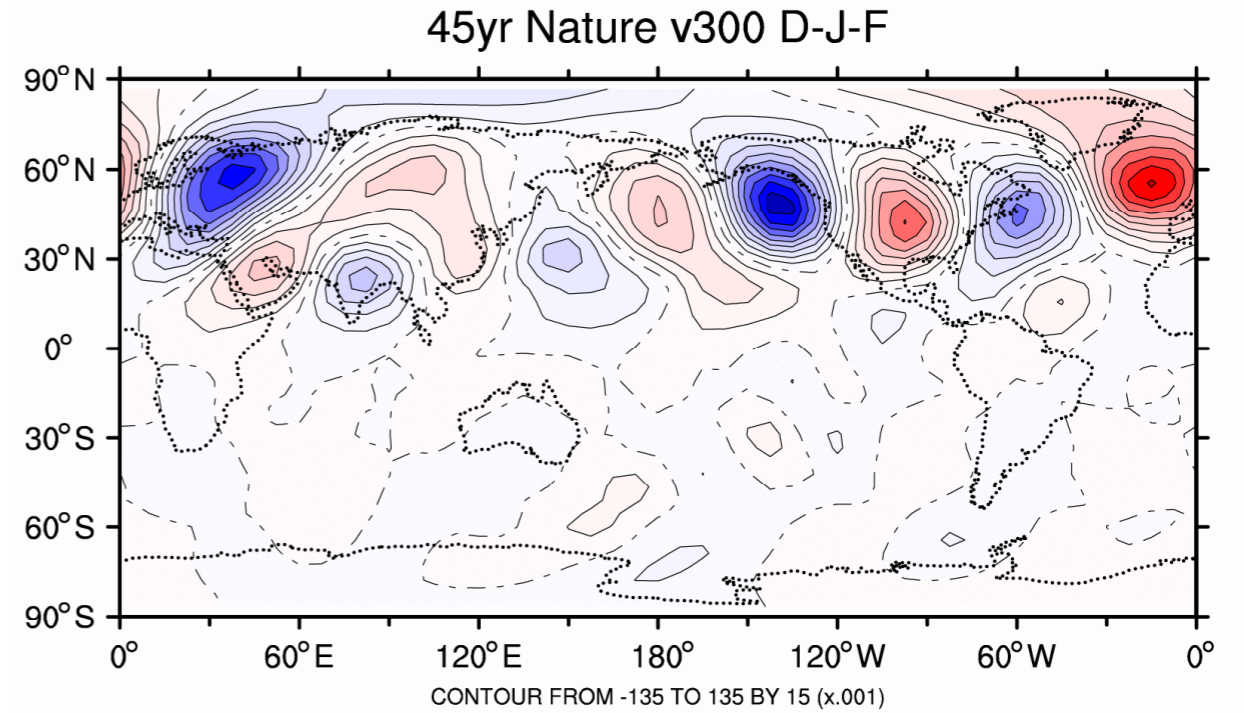 45yr Nature v300 D-J-F
90°N
60°N
30°N
0°
30°S
60°S
90°S
0° 60°E 120°E 180° 120°W 60°W 0°
CONTOUR FROM -135 TO 135 BY 15 (x.001)